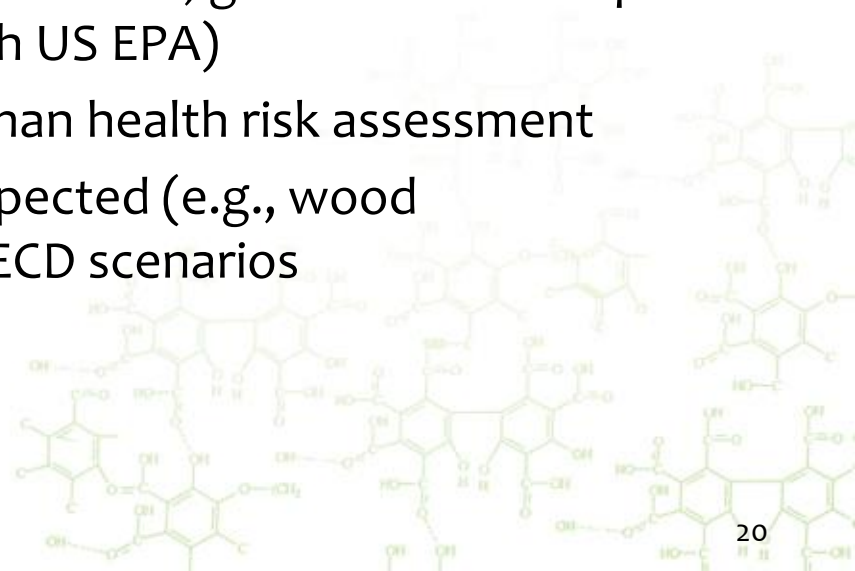 h US EPA)
nan health risk assessment
pected (e.g., wood
ECD scenarios
20